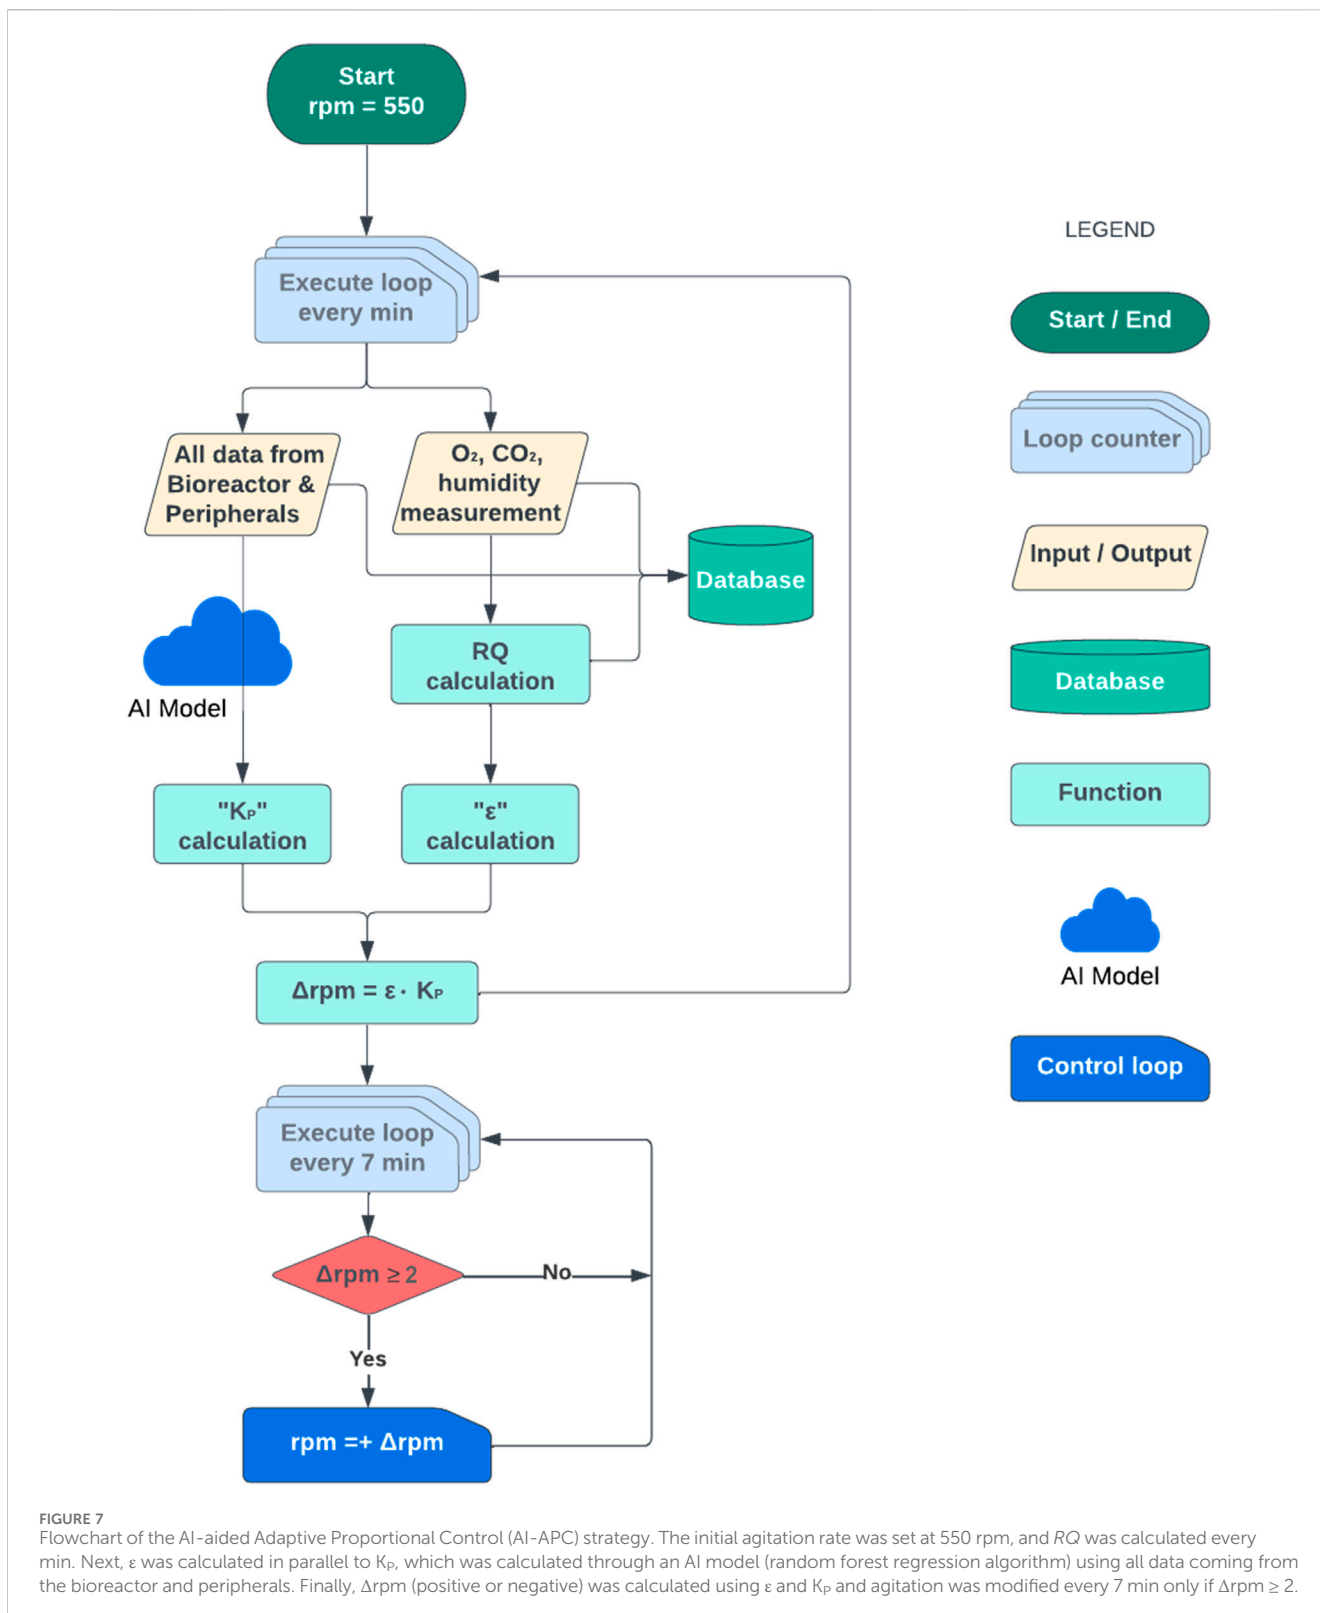 Start
rpm = 550
Execute loop
every min
All data from
Bioreactor &
Peripherals
O₂, CO₂,
humidity
measurement
Database
AI Model
RQ
calculation
"Kₚ"
calculation
"ε"
calculation
Δrpm = ε · Kₚ
Execute loop
every 7 min
Δrpm ≥ 2
No
Yes
rpm =+ Δrpm
LEGEND
Start / End
Loop counter
Input / Output
Database
Function
AI Model
Control loop
FIGURE 7
Flowchart of the AI-aided Adaptive Proportional Control (AI-APC) strategy. The initial agitation rate was set at 550 rpm, and RQ was calculated every
min. Next, ε was calculated in parallel to Kₚ, which was calculated through an AI model (random forest regression algorithm) using all data coming from
the bioreactor and peripherals. Finally, Δrpm (positive or negative) was calculated using ε and Kₚ and agitation was modified every 7 min only if Δrpm ≥ 2.